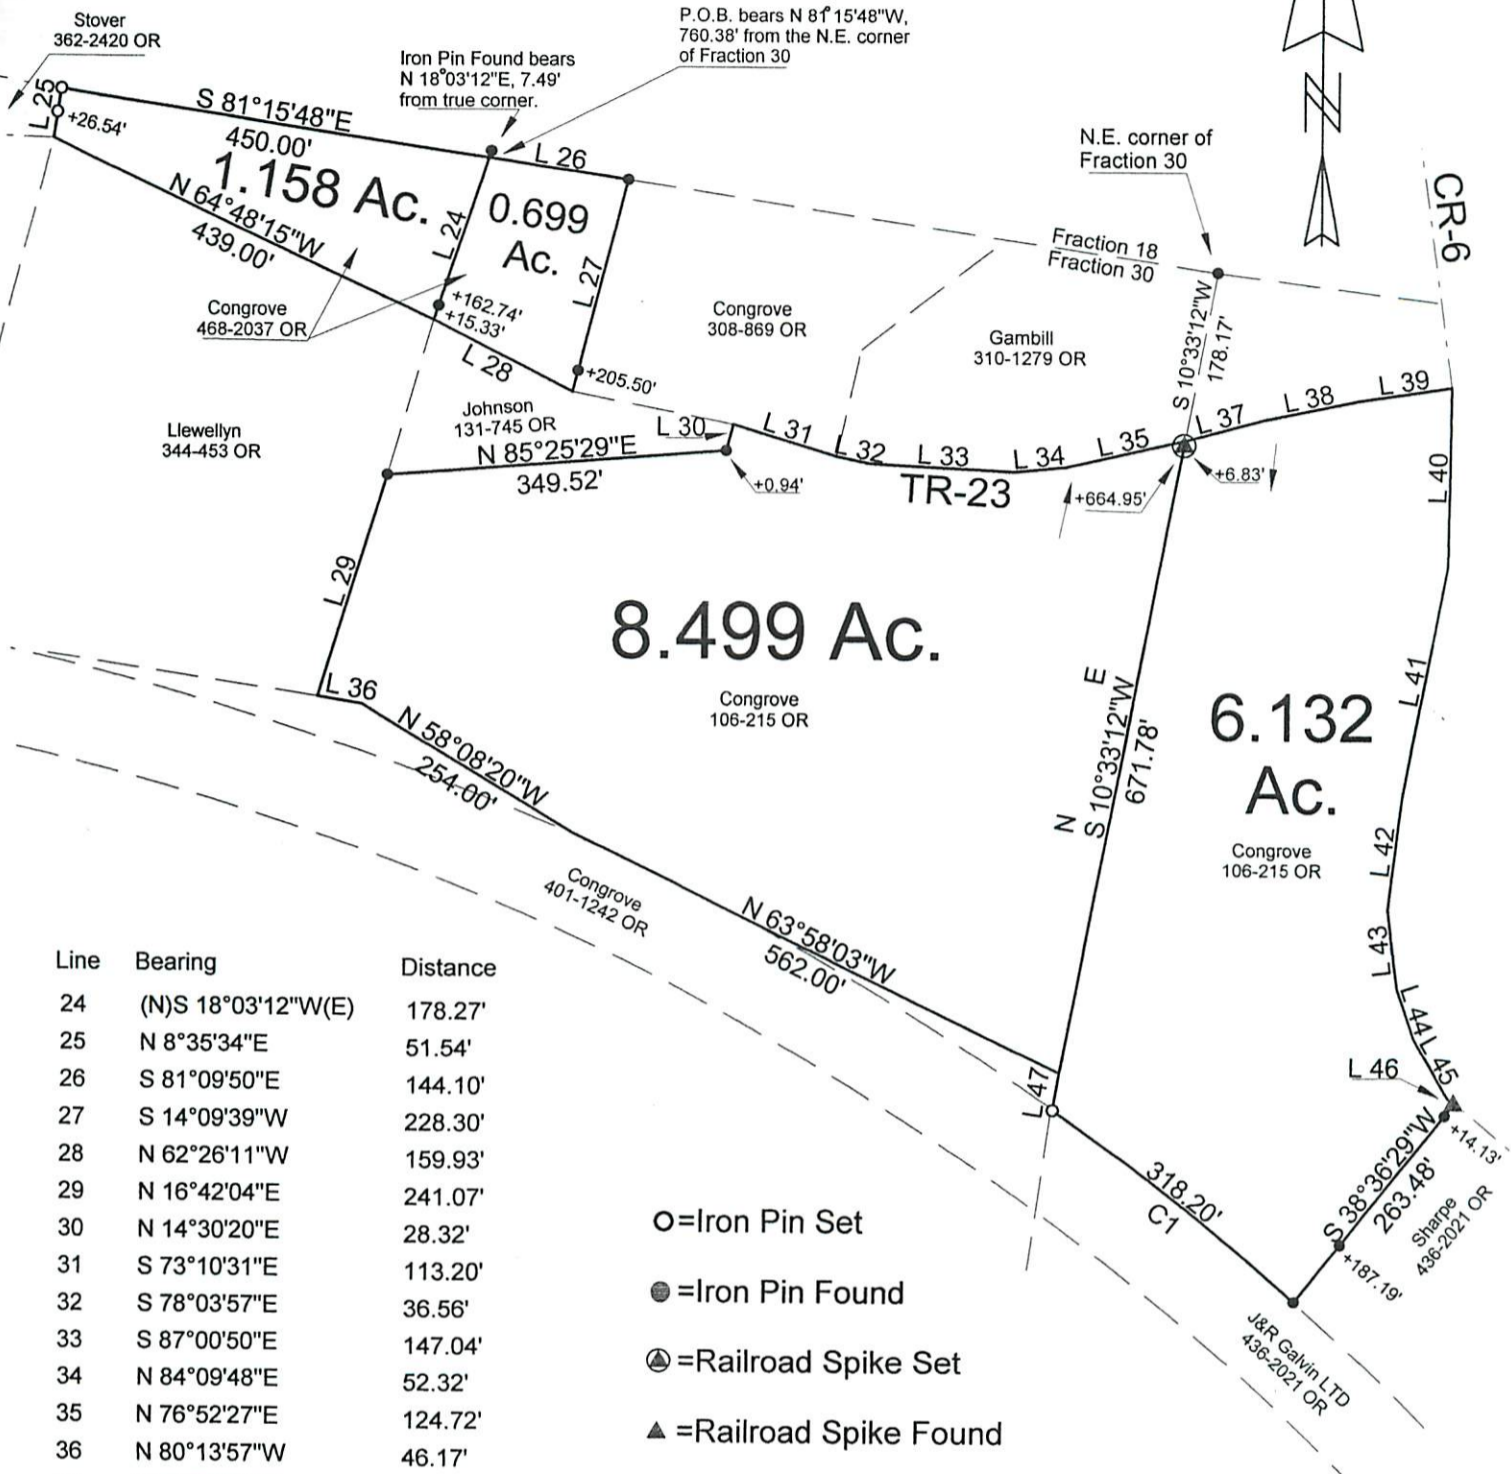 Stover
362-2420 OR
P.O.B. bears N 81°15'48"W,
760.38' from the N.E. corner
of Fraction 30
Iron Pin Found bears
N 18°03'12"E, 7.49'
from true corner.
N
N.E. corner of
Fraction 30
CR-6
L 25
+26.54'
S 81°15'48"E
450.00'
1.158 Ac.
N 64°48'15"W
439.00'
L 24
L 26
0.699
Ac.
L 27
Fraction 18
Fraction 30
Congrove
468-2037 OR
+162.74'
+15.33'
L 28
Congrove
308-869 OR
Gambill
310-1279 OR
S 10°33'12"W
178.17'
+205.50'
Llewellyn
344-453 OR
Johnson
131-745 OR
N 85°25'29"E
349.52'
L 30
+0.94'
L 31
L 32
L 33
L 34
L 35
L 37
L 38
L 39
TR-23
+664.95'
+6.83'
L 40
L 29
8.499 Ac.
Congrove
106-215 OR
N E
S 10°33'12"W
671.78'
L 41
6.132
Ac.
Congrove
106-215 OR
L 36
N 58°08'20"W
254.00'
Congrove
401-1242 OR
N 63°58'03"W
562.00'
L 42
L 43
L 44
L 45
L 46
L 47
318.20'
C1
S 38°36'29"W
263.48'
+14.13'
+187.19'
Sharpe
436-2021 OR
J&R Galvin LTD
436-2021 OR
Line Bearing Distance
24 (N)S 18°03'12"W(E) 178.27'
25 N 8°35'34"E 51.54'
26 S 81°09'50"E 144.10'
27 S 14°09'39"W 228.30'
28 N 62°26'11"W 159.93'
29 N 16°42'04"E 241.07'
30 N 14°30'20"E 28.32'
31 S 73°10'31"E 113.20'
32 S 78°03'57"E 36.56'
33 S 87°00'50"E 147.04'
34 N 84°09'48"E 52.32'
35 N 76°52'27"E 124.72'
36 N 80°13'57"W 46.17'
=Iron Pin Set
=Iron Pin Found
=Railroad Spike Set
=Railroad Spike Found